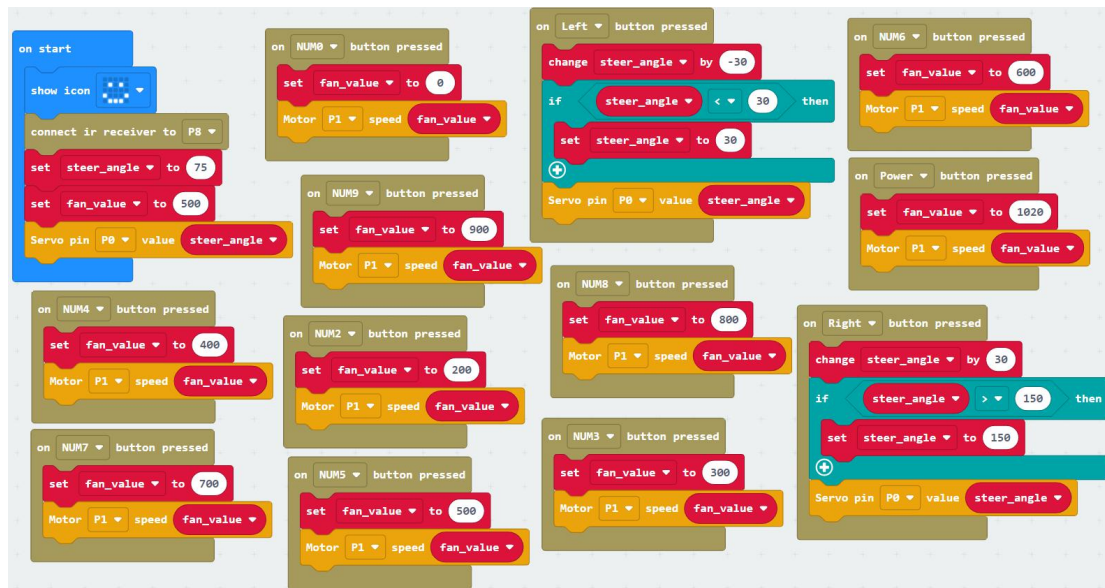 on start
show icon
connect ir receiver to P8
set steer_angle to 75
set fan_value to 500
Servo pin P0 value steer_angle
on NUM0 button pressed
set fan_value to 0
Motor P1 speed fan_value
on Left button pressed
change steer_angle by -30
if steer_angle < 30 then
set steer_angle to 30
Servo pin P0 value steer_angle
on NUM6 button pressed
set fan_value to 600
Motor P1 speed fan_value
on NUM9 button pressed
set fan_value to 900
Motor P1 speed fan_value
on Power button pressed
set fan_value to 1020
Motor P1 speed fan_value
on NUM4 button pressed
set fan_value to 400
Motor P1 speed fan_value
on NUM2 button pressed
set fan_value to 200
Motor P1 speed fan_value
on NUM8 button pressed
set fan_value to 800
Motor P1 speed fan_value
on Right button pressed
change steer_angle by 30
if steer_angle > 150 then
set steer_angle to 150
Servo pin P0 value steer_angle
on NUM7 button pressed
set fan_value to 700
Motor P1 speed fan_value
on NUM5 button pressed
set fan_value to 500
Motor P1 speed fan_value
on NUM3 button pressed
set fan_value to 300
Motor P1 speed fan_value